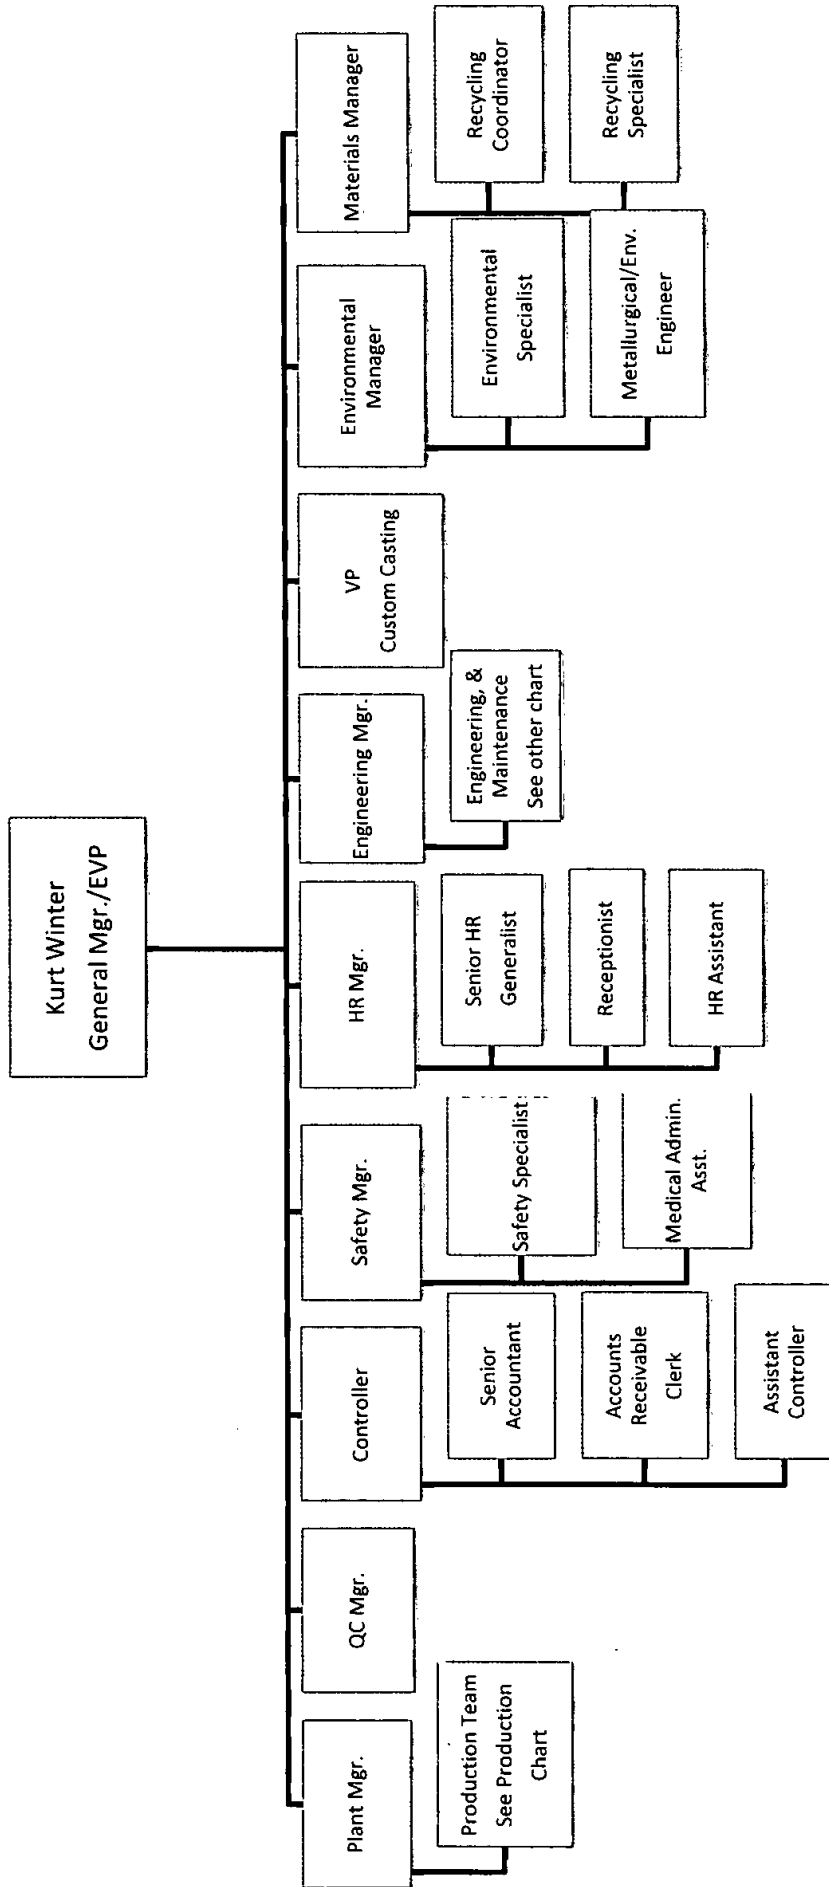 Kurt Winter
General Mgr./EVP
Plant Mgr.
Production Team
See Production
Chart
QC Mgr.
Controller
Senior
Accountant
Accounts
Receivable
Clerk
Assistant
Controller
Safety Mgr.
Safety Specialist
Medical Admin.
Asst.
HR Mgr.
Senior HR
Generalist
Receptionist
HR Assistant
Engineering Mgr.
Engineering, &
Maintenance
See other chart
VP
Custom Casting
Environmental
Manager
Environmental
Specialist
Metallurgical/Env.
Engineer
Materials Manager
Recycling
Coordinator
Recycling
Specialist